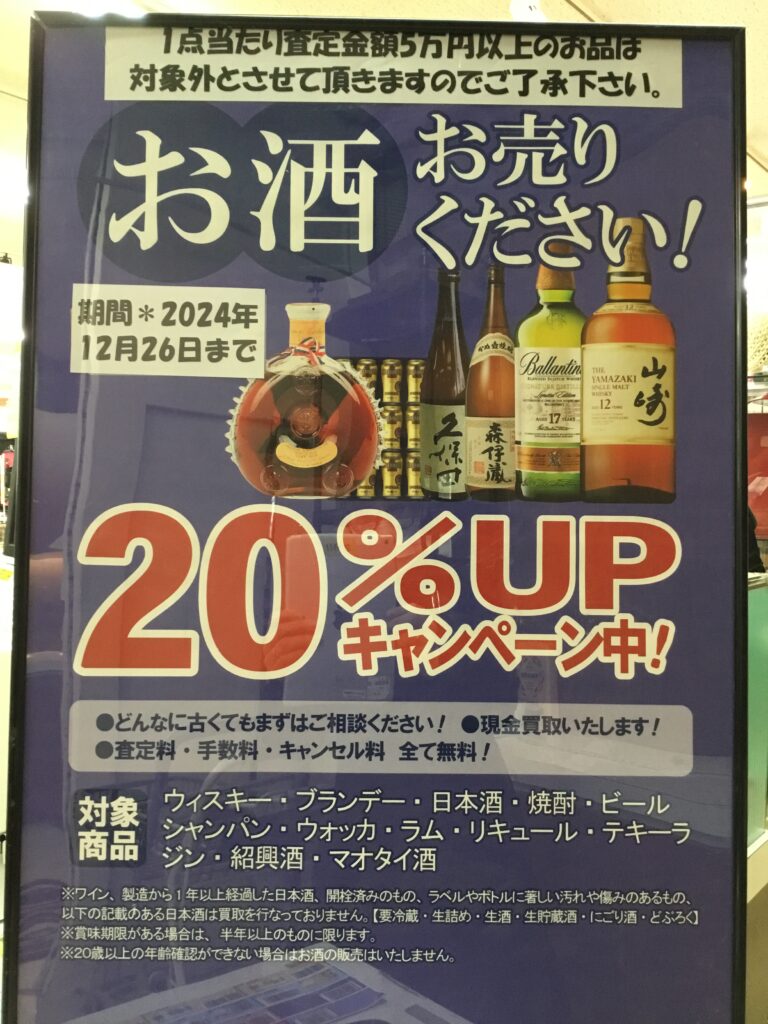 1点当たり査定金額5万円以上のお品は
対象外とさせて頂きますのでご了承下さい。
お酒
お売り
ください!
期間＊2024年
12月26日まで
久保田
森伊蔵
Ballantine
BLENDED SCOTCH WHISKY
Limited Edition
AGED 17 YEARS
THE
YAMAZAKI
SINGLE MALT
WHISKY
AGED 12 YEARS
山崎
20%UP
キャンペーン中!
●どんなに古くてもまずはご相談ください! ●現金買取いたします!
●査定料・手数料・キャンセル料 全て無料!
対象
商品
ウィスキー・ブランデー・日本酒・焼酎・ビール
シャンパン・ウォッカ・ラム・リキュール・テキーラ
ジン・紹興酒・マオタイ酒
※ワイン、製造から1年以上経過した日本酒、開栓済みのもの、ラベルやボトルに著しい汚れや傷みのあるもの、
以下の記載のある日本酒は買取を行なっておりません。【要冷蔵・生詰め・生酒・生貯蔵酒・にごり酒・どぶろく】
※賞味期限がある場合は、半年以上のものに限ります。
※20歳以上の年齢確認ができない場合はお酒の販売はいたしません。